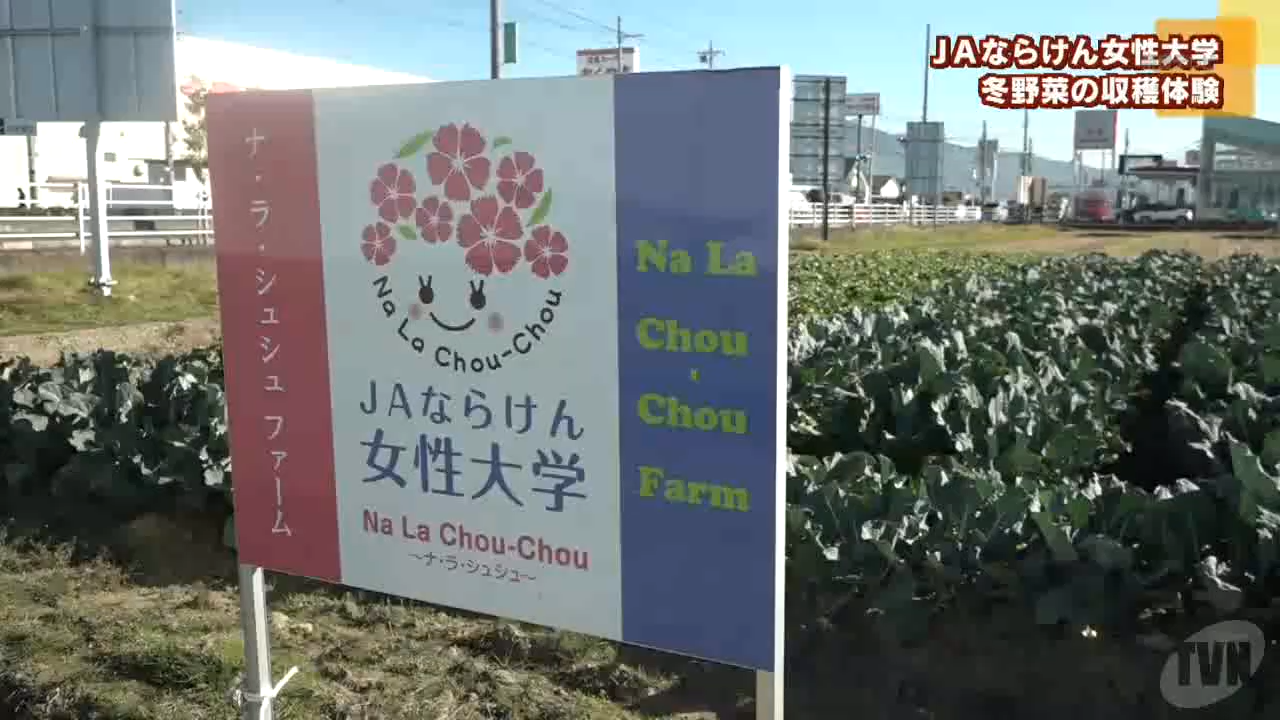 JAならけん女性大学
冬野菜の収穫体験
ナ・ラ・シュシュ ファーム
Na La Chou-Chou
JAならけん
女性大学
Na La Chou-Chou
～ナ・ラ・シュシュ～
Na La
Chou
Chou
Farm
TVN